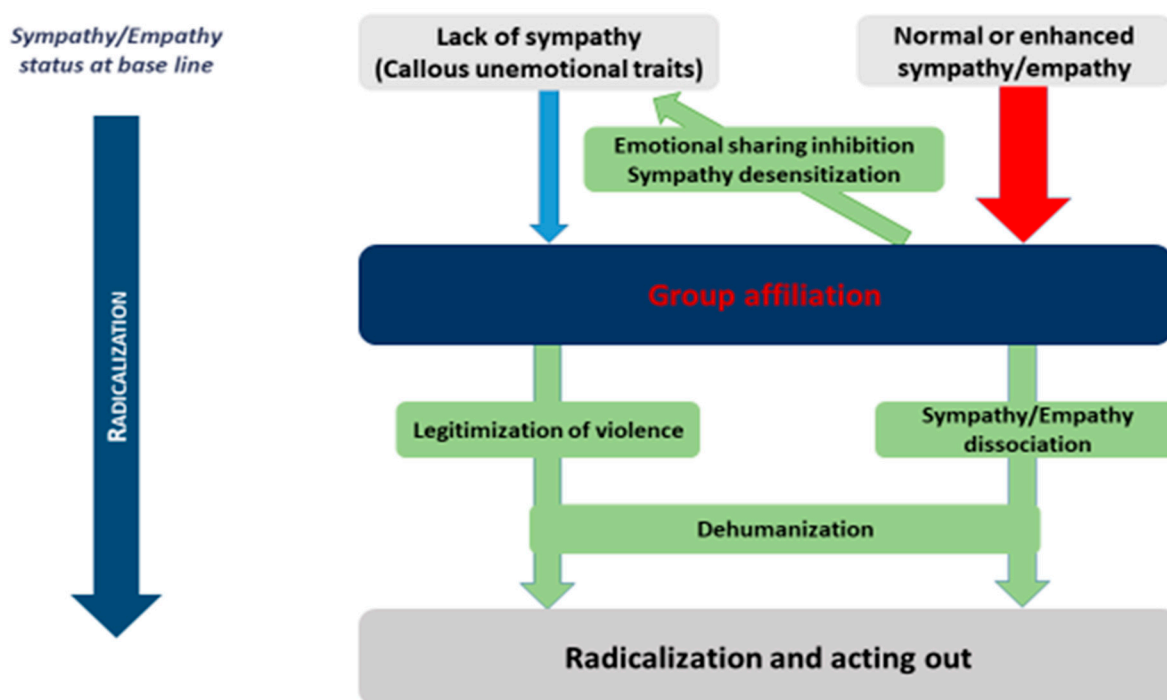 Sympathy/Empathy
status at base line
Lack of sympathy
(Callous unemotional traits)
Normal or enhanced
sympathy/empathy
Emotional sharing inhibition
Sympathy desensitization
Group affiliation
RADICALIZATION
Legitimization of violence
Sympathy/Empathy
dissociation
Dehumanization
Radicalization and acting out